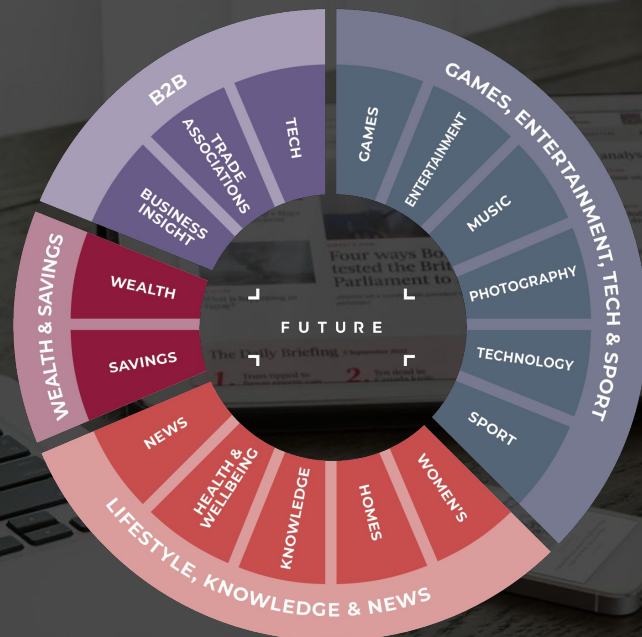 B2B
TECH
TRADE
ASSOCIATIONS
BUSINESS
INSIGHT
GAMES, ENTERTAINMENT, TECH & SPORT
GAMES
ENTERTAINMENT
MUSIC
PHOTOGRAPHY
TECHNOLOGY
SPORT
WEALTH & SAVINGS
WEALTH
SAVINGS
LIFESTYLE, KNOWLEDGE & NEWS
NEWS
HEALTH &
WELLBEING
KNOWLEDGE
HOMES
WOMEN'S
FUTURE
Four ways
tested the
Parliament to
The Daily Briefing
1.
2.